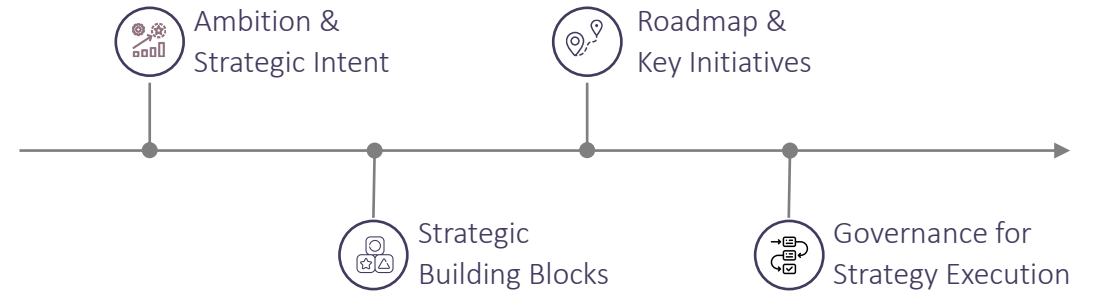 Ambition &
Strategic Intent
Strategic
Building Blocks
Roadmap &
Key Initiatives
Governance for
Strategy Execution